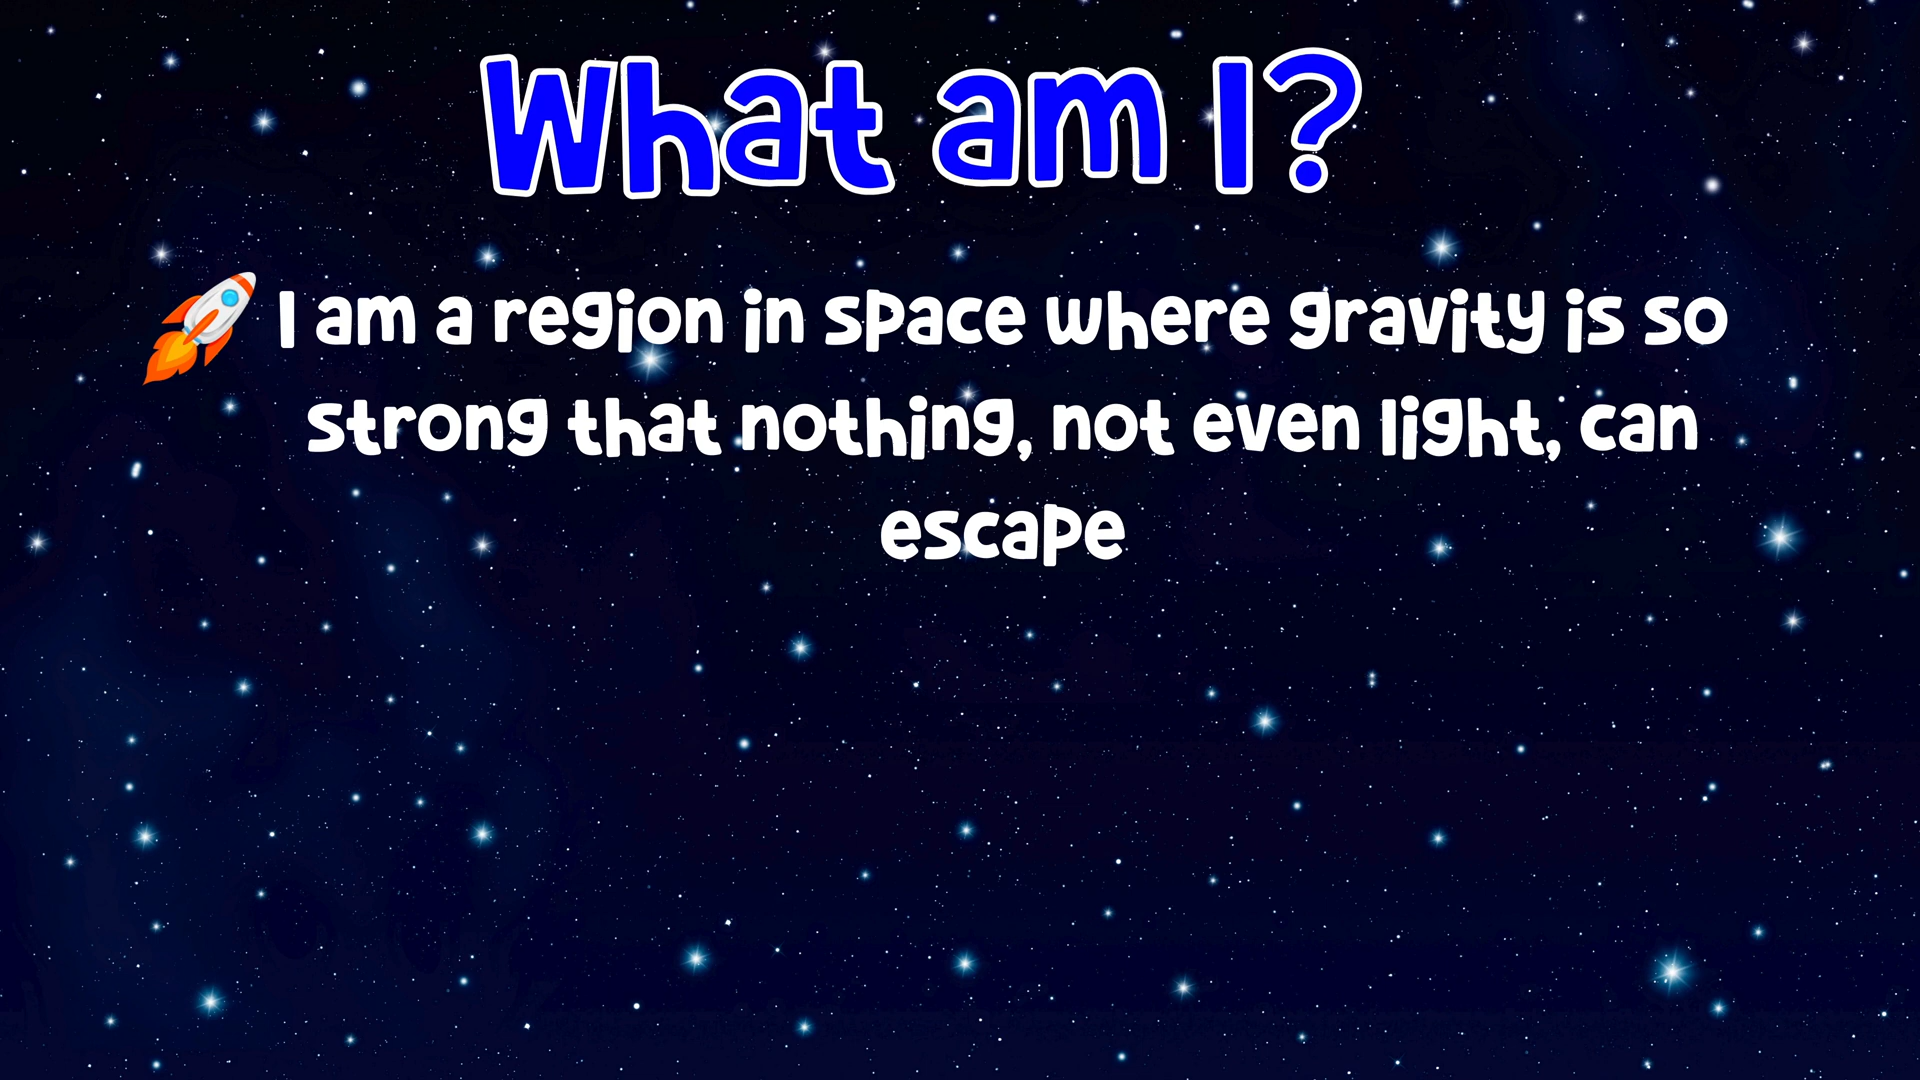 What am I?
I am a region in space where gravity is so
strong that nothing, not even light, can
escape